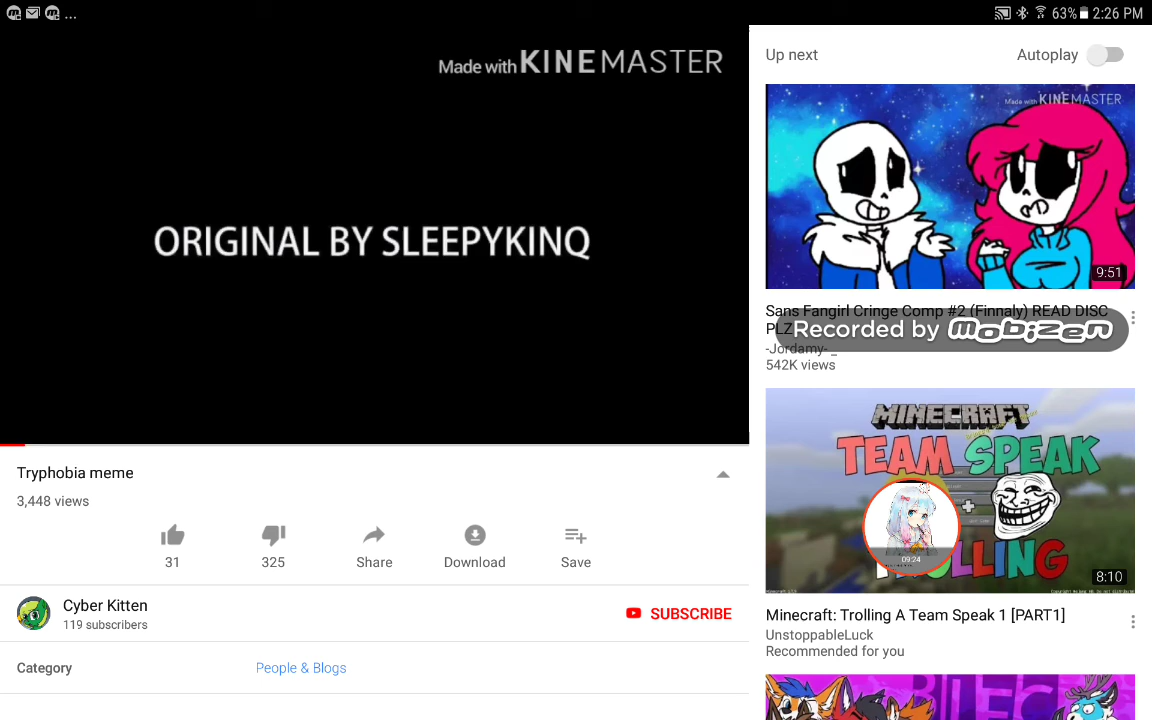 ... 63% 2:26 PM
Made with KINEMASTER
ORIGINAL BY SLEEPYKINQ
Tryphobia meme
3,448 views
31 325 Share Download Save
Cyber Kitten
119 subscribers
SUBSCRIBE
Category People & Blogs
Up next Autoplay
Made with KINEMASTER
9:51
Sans Fangirl Cringe Comp #2 (Finnaly) READ DISC
PLZ
Recorded by mobizen
-Jordamy-_
542K views
MINECRAFT
TEAM SPEAK
+
TROLLING
09:24
8:10
Minecraft: Trolling A Team Speak 1 [PART1]
UnstoppableLuck
Recommended for you